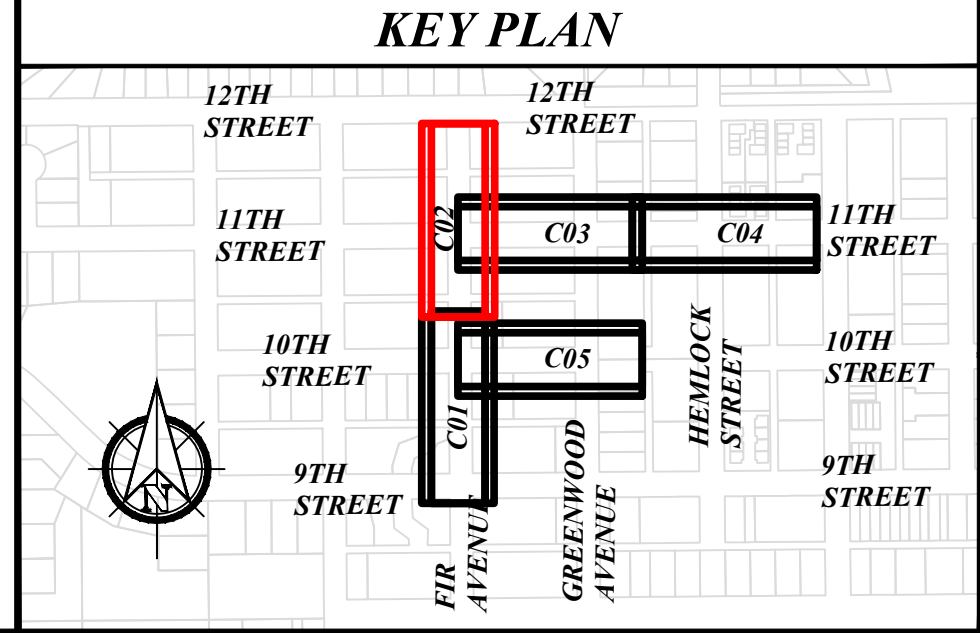 KEY PLAN
12TH
STREET
12TH
STREET
11TH
STREET
C02
C03
C04
11TH
STREET
10TH
STREET
C05
HEMLOCK
STREET
10TH
STREET
C01
9TH
STREET
9TH
STREET
FIR
AVENUE
GREENWOOD
AVENUE
N